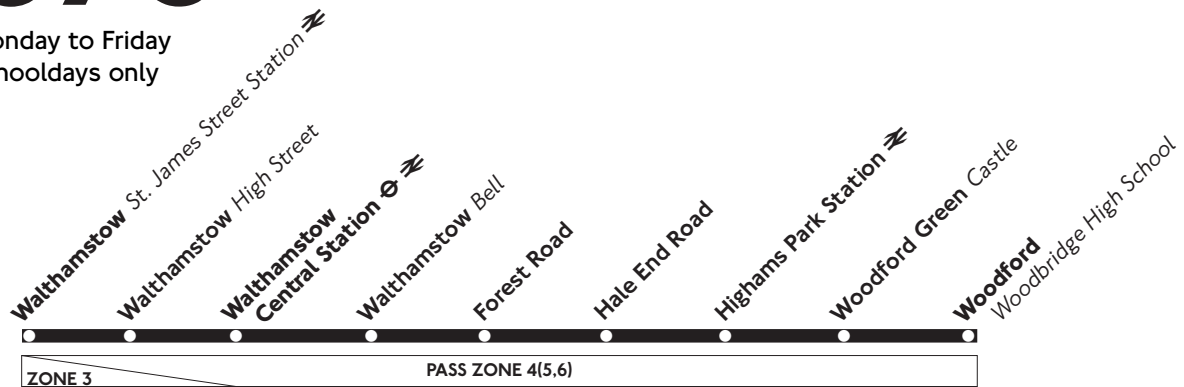 onday to Friday
hooldays only
Walthamstow St. James Street Station
Walthamstow High Street
Walthamstow
Central Station
Walthamstow Bell
Forest Road
Hale End Road
Highams Park Station
Woodford Green Castle
Woodford
Woodbridge High School
ZONE 3
PASS ZONE 4(5,6)